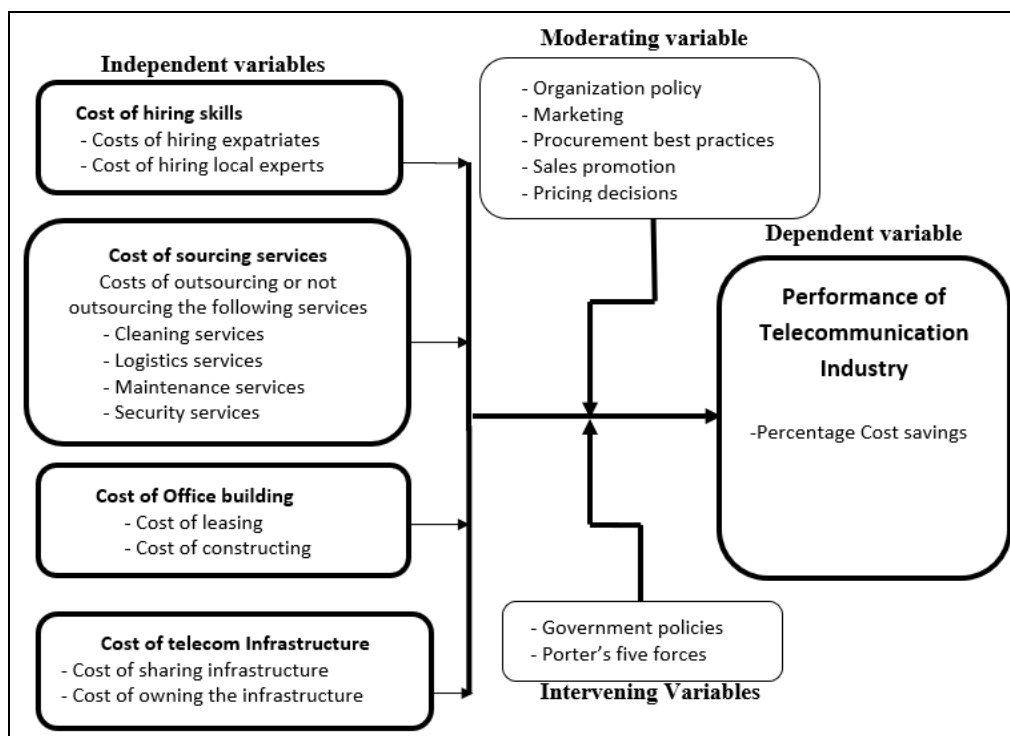 Independent variables
Cost of hiring skills
- Costs of hiring expatriates
- Cost of hiring local experts
Cost of sourcing services
Costs of outsourcing or not
outsourcing the following services
- Cleaning services
- Logistics services
- Maintenance services
- Security services
Cost of Office building
- Cost of leasing
- Cost of constructing
Cost of telecom Infrastructure
- Cost of sharing infrastructure
- Cost of owning the infrastructure
Moderating variable
- Organization policy
- Marketing
- Procurement best practices
- Sales promotion
- Pricing decisions
Dependent variable
Performance of
Telecommunication
Industry
-Percentage Cost savings
- Government policies
- Porter’s five forces
Intervening Variables